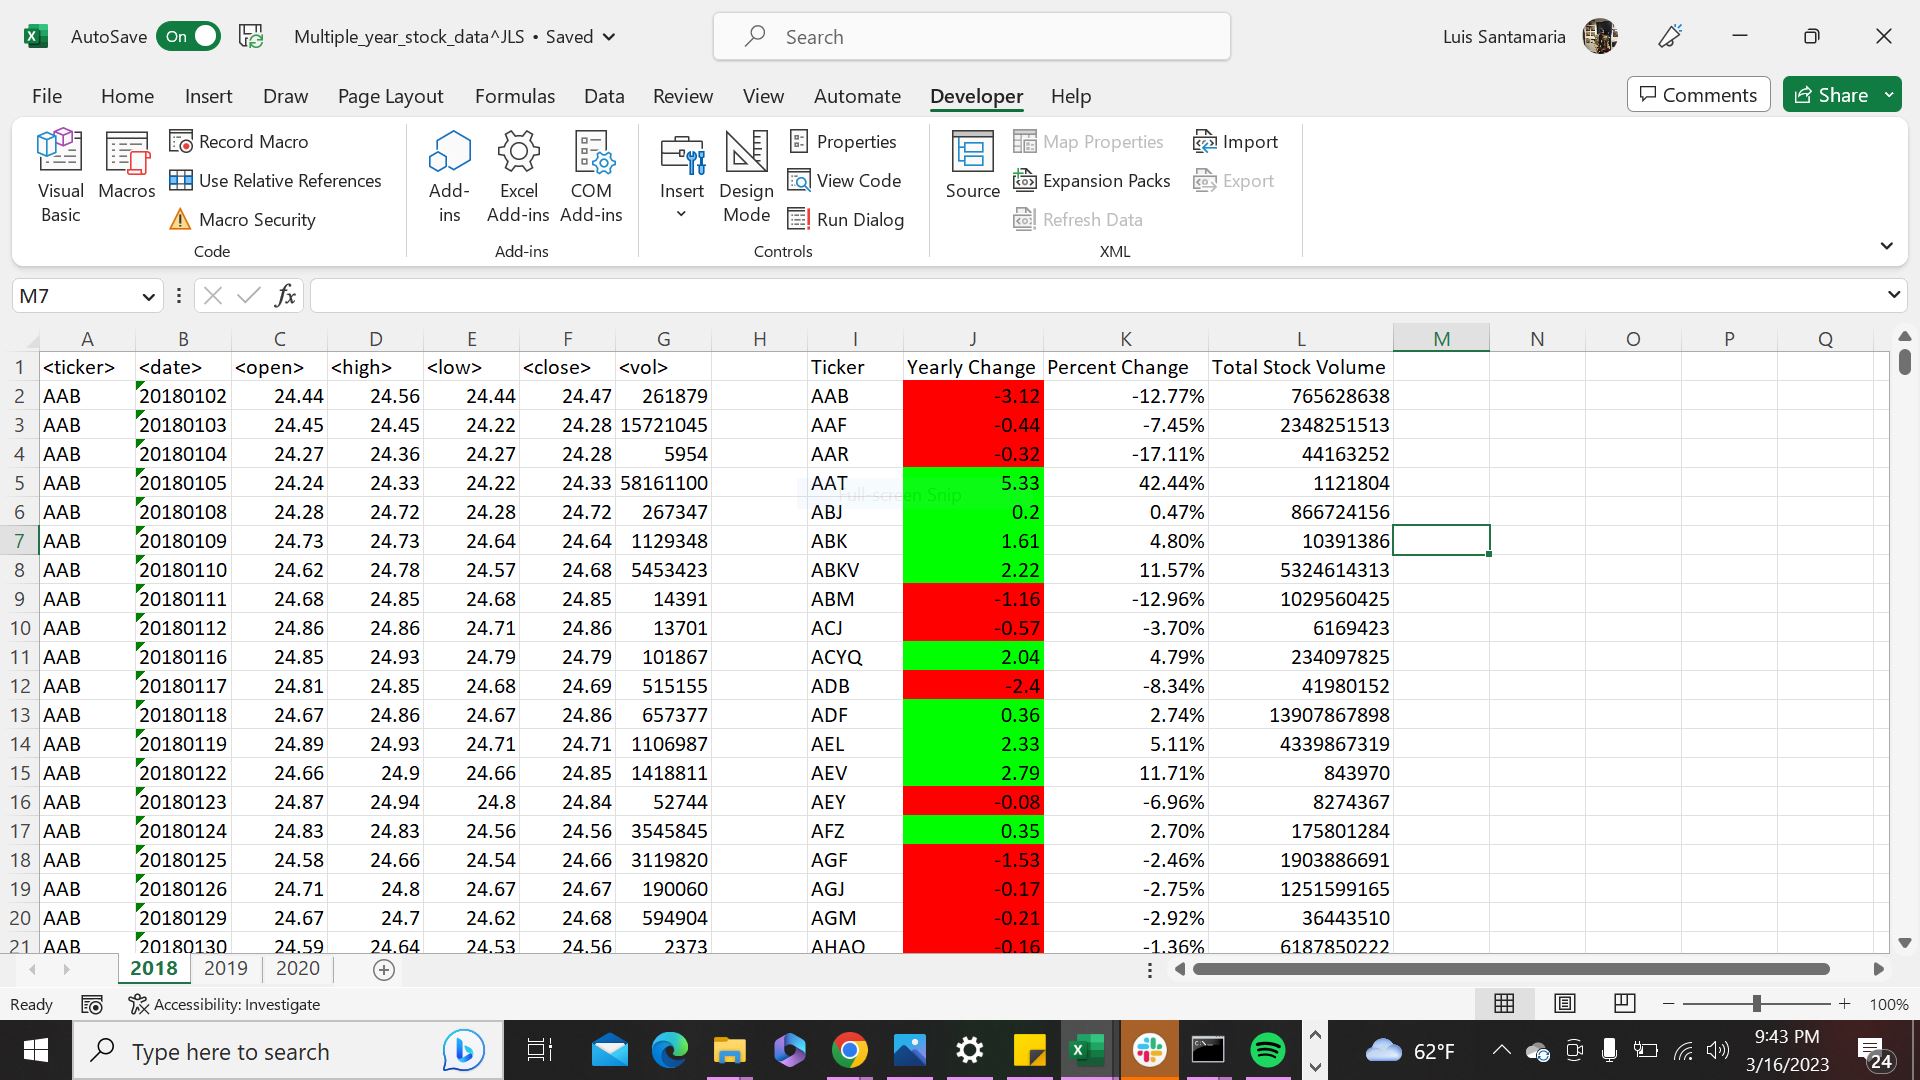 AutoSave On Multiple_year_stock_data^JLS • Saved Search Luis Santamaria
File Home Insert Draw Page Layout Formulas Data Review View Automate Developer Help Comments Share
Visual Basic
Macros
Record Macro
Use Relative References
Macro Security
Code
Add-ins
Excel Add-ins
COM Add-ins
Add-ins
Insert
Design Mode
Properties
View Code
Run Dialog
Controls
Source
Map Properties
Expansion Packs
Refresh Data
Import
Export
XML
M7 fx
A B C D E F G H I J K L M N O P Q
1 <ticker> <date> <open> <high> <low> <close> <vol> Ticker Yearly Change Percent Change Total Stock Volume
2 AAB 20180102 24.44 24.56 24.44 24.47 261879 AAB -3.12 -12.77% 765628638
3 AAB 20180103 24.45 24.45 24.22 24.28 15721045 AAF -0.44 -7.45% 2348251513
4 AAB 20180104 24.27 24.36 24.27 24.28 5954 AAR -0.32 -17.11% 44163252
5 AAB 20180105 24.24 24.33 24.22 24.33 58161100 AAT 5.33 42.44% 1121804
Full-screen Snip
6 AAB 20180108 24.28 24.72 24.28 24.72 267347 ABJ 0.2 0.47% 866724156
7 AAB 20180109 24.73 24.73 24.64 24.64 1129348 ABK 1.61 4.80% 10391386
8 AAB 20180110 24.62 24.78 24.57 24.68 5453423 ABKV 2.22 11.57% 5324614313
9 AAB 20180111 24.68 24.85 24.68 24.85 14391 ABM -1.16 -12.96% 1029560425
10 AAB 20180112 24.86 24.86 24.71 24.86 13701 ACJ -0.57 -3.70% 6169423
11 AAB 20180116 24.85 24.93 24.79 24.79 101867 ACYQ 2.04 4.79% 234097825
12 AAB 20180117 24.81 24.85 24.68 24.69 515155 ADB -2.4 -8.34% 41980152
13 AAB 20180118 24.67 24.86 24.67 24.86 657377 ADF 0.36 2.74% 13907867898
14 AAB 20180119 24.89 24.93 24.71 24.71 1106987 AEL 2.33 5.11% 4339867319
15 AAB 20180122 24.66 24.9 24.66 24.85 1418811 AEV 2.79 11.71% 843970
16 AAB 20180123 24.87 24.94 24.8 24.84 52744 AEY -0.08 -6.96% 8274367
17 AAB 20180124 24.83 24.83 24.56 24.56 3545845 AFZ 0.35 2.70% 175801284
18 AAB 20180125 24.58 24.66 24.54 24.66 3119820 AGF -1.53 -2.46% 1903886691
19 AAB 20180126 24.71 24.8 24.67 24.67 190060 AGJ -0.17 -2.75% 1251599165
20 AAB 20180129 24.67 24.7 24.62 24.68 594904 AGM -0.21 -2.92% 36443510
21 AAB 20180130 24.59 24.64 24.53 24.56 2373 AHAO -0.16 -1.36% 6187850222
2018 2019 2020
Ready Accessibility: Investigate 100%
Type here to search 62°F 9:43 PM
3/16/2023 24